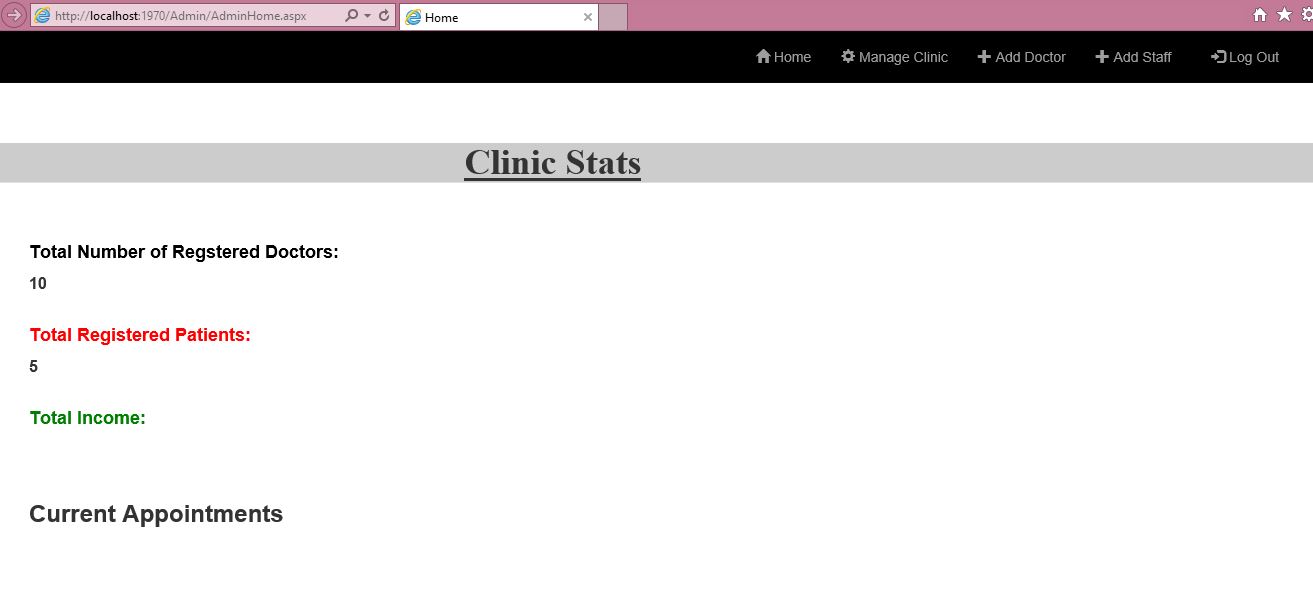 http://localhost:1970/Admin/AdminHome.aspx
Home
Home Manage Clinic Add Doctor Add Staff Log Out
Clinic Stats
Total Number of Regstered Doctors:
10
Total Registered Patients:
5
Total Income:
Current Appointments